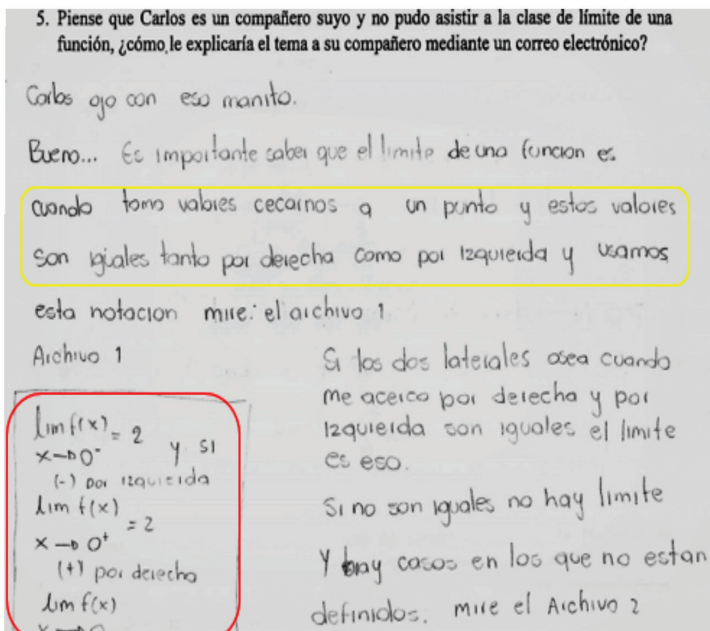 5. Piense que Carlos es un compañero suyo y no pudo asistir a la clase de límite de una
función, ¿cómo le explicaría el tema a su compañero mediante un correo electrónico?
Carlos ojo con eso manito.
Bueno... Es importante saber que el limite de una funcion es
cuando tomo valores cecarnos a un punto y estos valores
son iguales tanto por derecha como por izquierda y usamos
esta notacion mire: el archivo 1
Archivo 1
lim f(x) = 2 y si
x→0⁻
(-) por izquierda
lim f(x) = 2
x→0⁺
(+) por derecha
lim f(x)
x→0
Si los dos laterales osea cuando
me acerco por derecha y por
izquierda son iguales el limite
es eso.
Si no son iguales no hay limite
Y hay casos en los que no estan
definidos. mire el Archivo 2